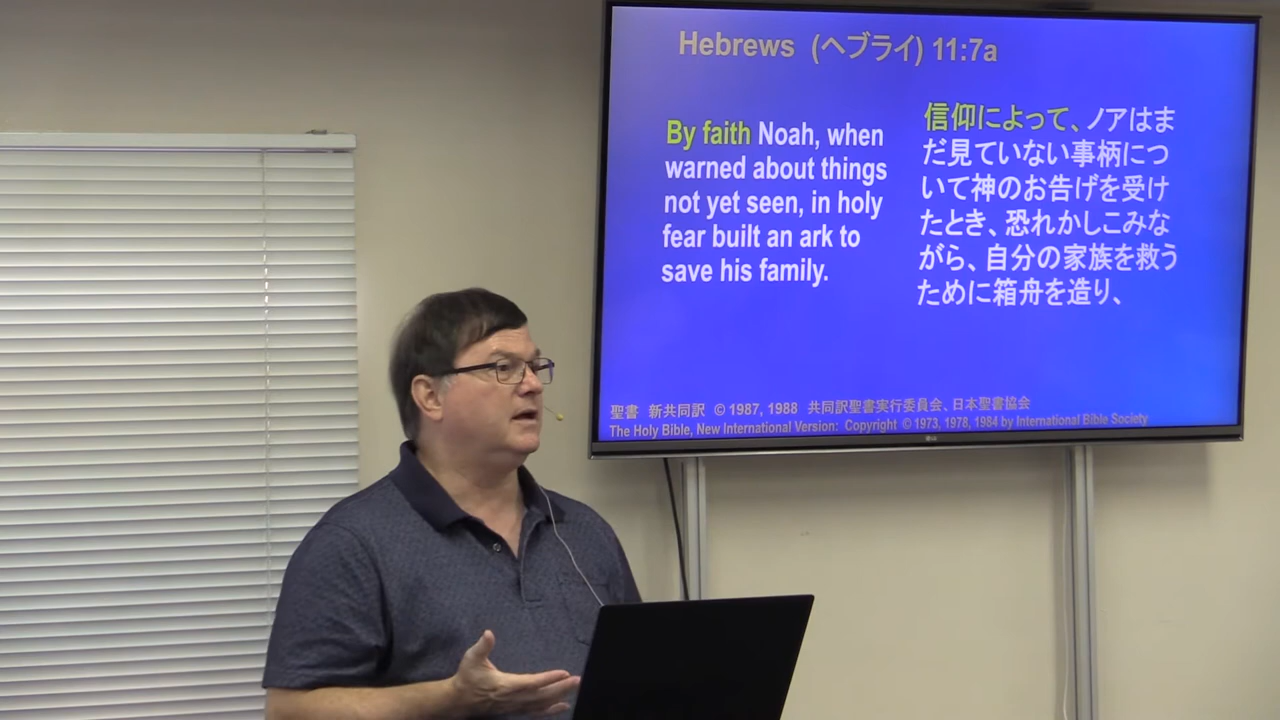 Hebrews (ヘブライ) 11:7a
By faith Noah, when
warned about things
not yet seen, in holy
fear built an ark to
save his family.
信仰によって、ノアはま
だ見ていない事柄につ
いて神のお告げを受け
たとき、恐れかしこみな
がら、自分の家族を救う
ために箱舟を造り、
聖書 新共同訳 © 1987, 1988 共同訳聖書実行委員会、日本聖書協会
The Holy Bible, New International Version: Copyright © 1973, 1978, 1984 by International Bible Society
LG